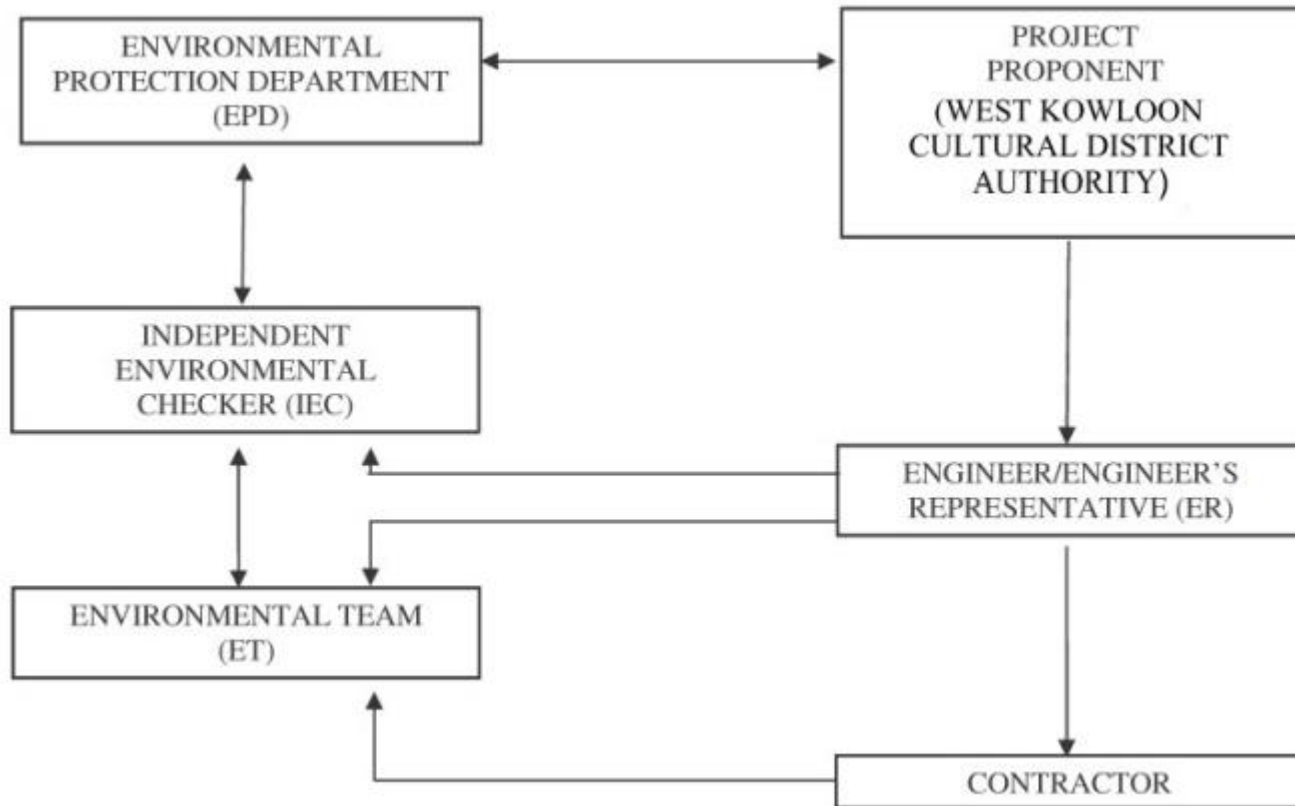 ENVIRONMENTAL
PROTECTION DEPARTMENT
(EPD)
PROJECT
PROPONENT
(WEST KOWLOON
CULTURAL DISTRICT
AUTHORITY)
INDEPENDENT
ENVIRONMENTAL
CHECKER (IEC)
ENGINEER/ENGINEER’S
REPRESENTATIVE (ER)
ENVIRONMENTAL TEAM
(ET)
CONTRACTOR